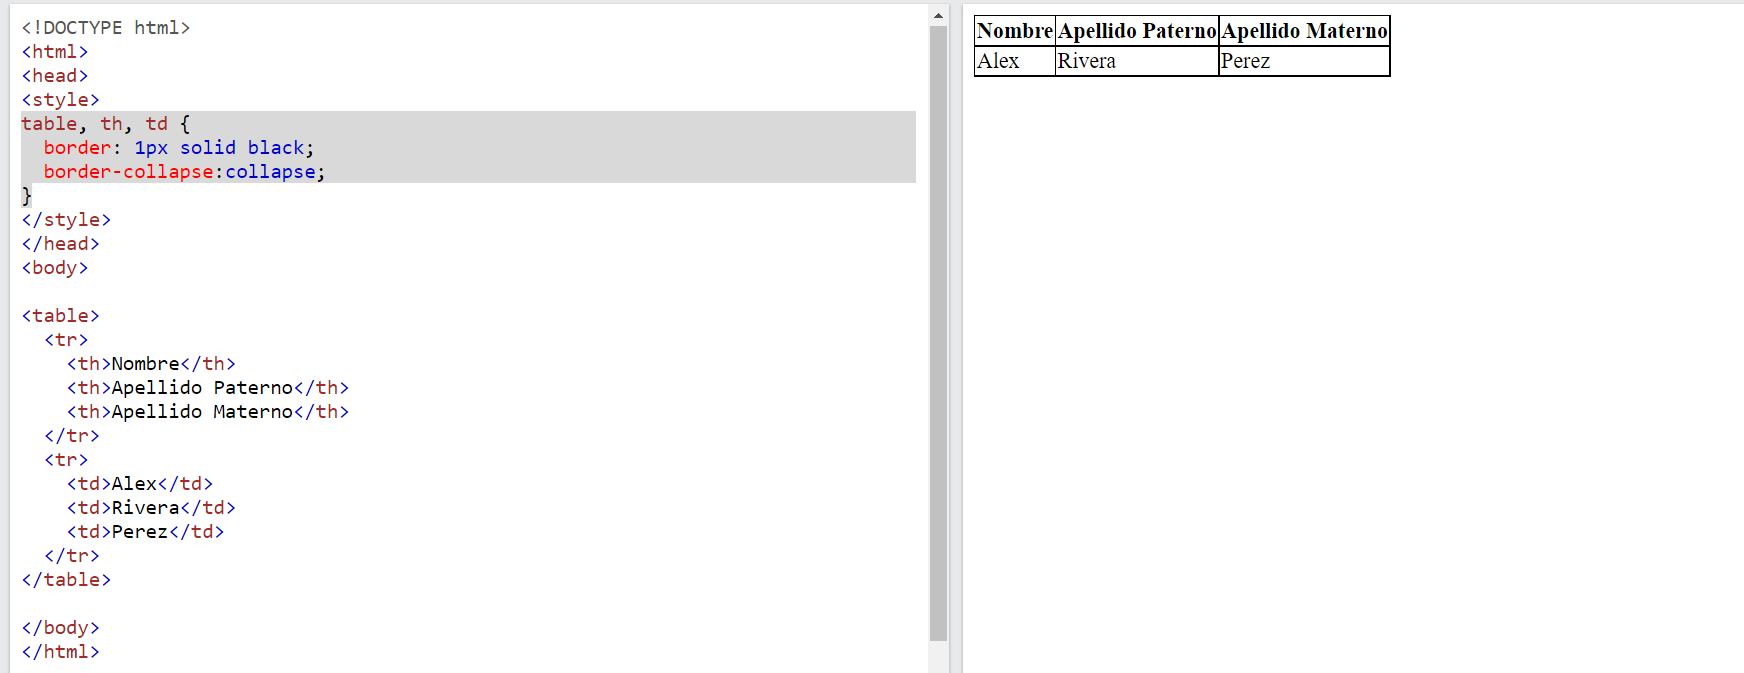 <!DOCTYPE html>
<html>
<head>
<style>
table, th, td {
  border: 1px solid black;
  border-collapse:collapse;
}
</style>
</head>
<body>

<table>
  <tr>
    <th>Nombre</th>
    <th>Apellido Paterno</th>
    <th>Apellido Materno</th>
  </tr>
  <tr>
    <td>Alex</td>
    <td>Rivera</td>
    <td>Perez</td>
  </tr>
</table>

</body>
</html>
Nombre Apellido Paterno Apellido Materno
Alex Rivera Perez